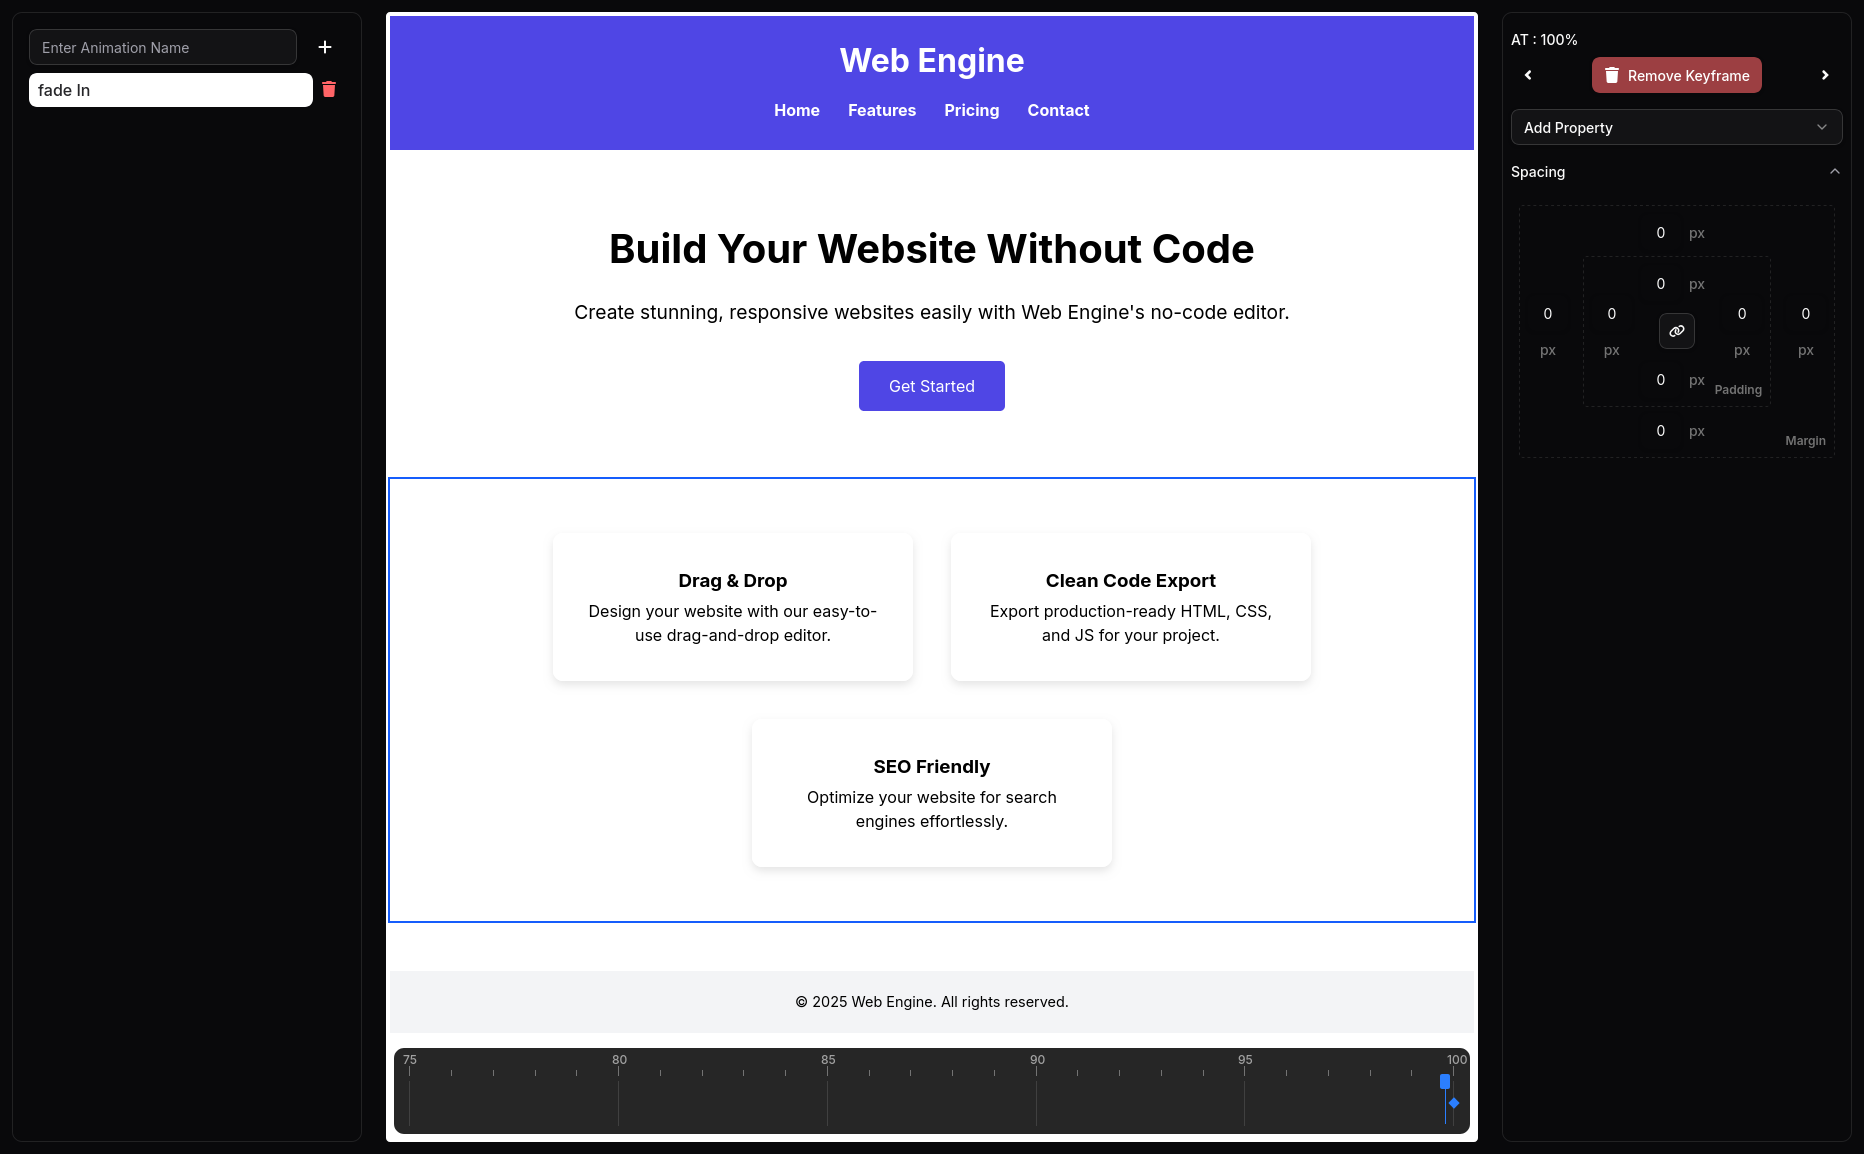 Enter Animation Name
fade In
Web Engine
Home Features Pricing Contact
Build Your Website Without Code
Create stunning, responsive websites easily with Web Engine's no-code editor.
Get Started
Drag & Drop
Design your website with our easy-to-
use drag-and-drop editor.
Clean Code Export
Export production-ready HTML, CSS,
and JS for your project.
SEO Friendly
Optimize your website for search
engines effortlessly.
© 2025 Web Engine. All rights reserved.
75 80 85 90 95 100
AT : 100%
Remove Keyframe
Add Property
Spacing
0 px
0 px
0 0 0 0
px px px px
0 px
Padding
0 px
Margin